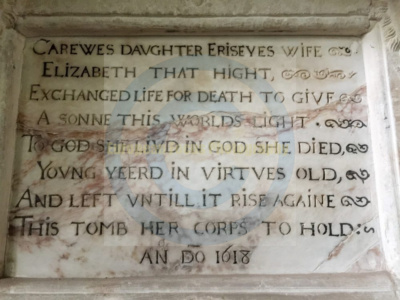 CAREWES DAUGHTER ERISEYES WIFE
ELIZABETH THAT HIGHT,
EXCHANGED LIFE FOR DEATH TO GIVE
A SONNE THIS WORLDS LIGHT .
TO GOD SHE LIVD IN GOD SHE DIED,
YOVNG YEERD IN VIRTVES OLD,
AND LEFT VNTILL IT RISE AGAINE
THIS TOMB HER CORPS TO HOLD:
AN DO 1618